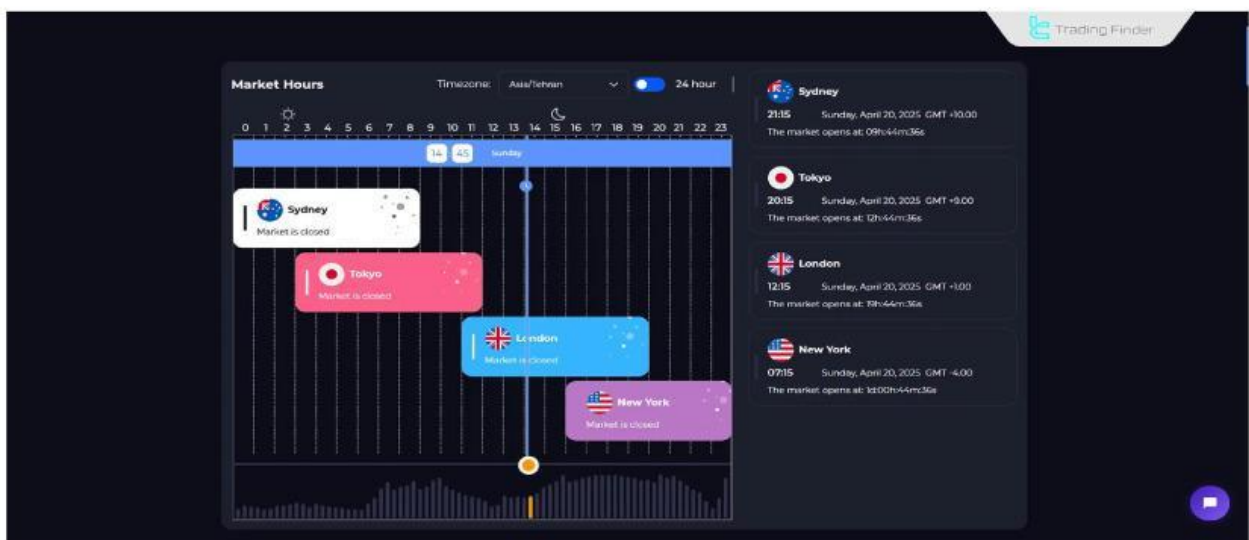 Trading Finder
Market Hours
Timezone: Asia/Tehran
24 hour
0 1 2 3 4 5 6 7 8 9 10 11 12 13 14 15 16 17 18 19 20 21 22 23
14 45 Sunday
Sydney
Market is closed
Tokyo
Market is closed
London
Market is closed
New York
Market is closed
Sydney
21:15 Sunday, April 20, 2025 GMT +10.00
The market opens at: 09h:44m:36s
Tokyo
20:15 Sunday, April 20, 2025 GMT +9.00
The market opens at: 12h:44m:36s
London
12:15 Sunday, April 20, 2025 GMT +1.00
The market opens at: 19h:44m:36s
New York
07:15 Sunday, April 20, 2025 GMT -4.00
The market opens at: 1d:00h:44m:36s